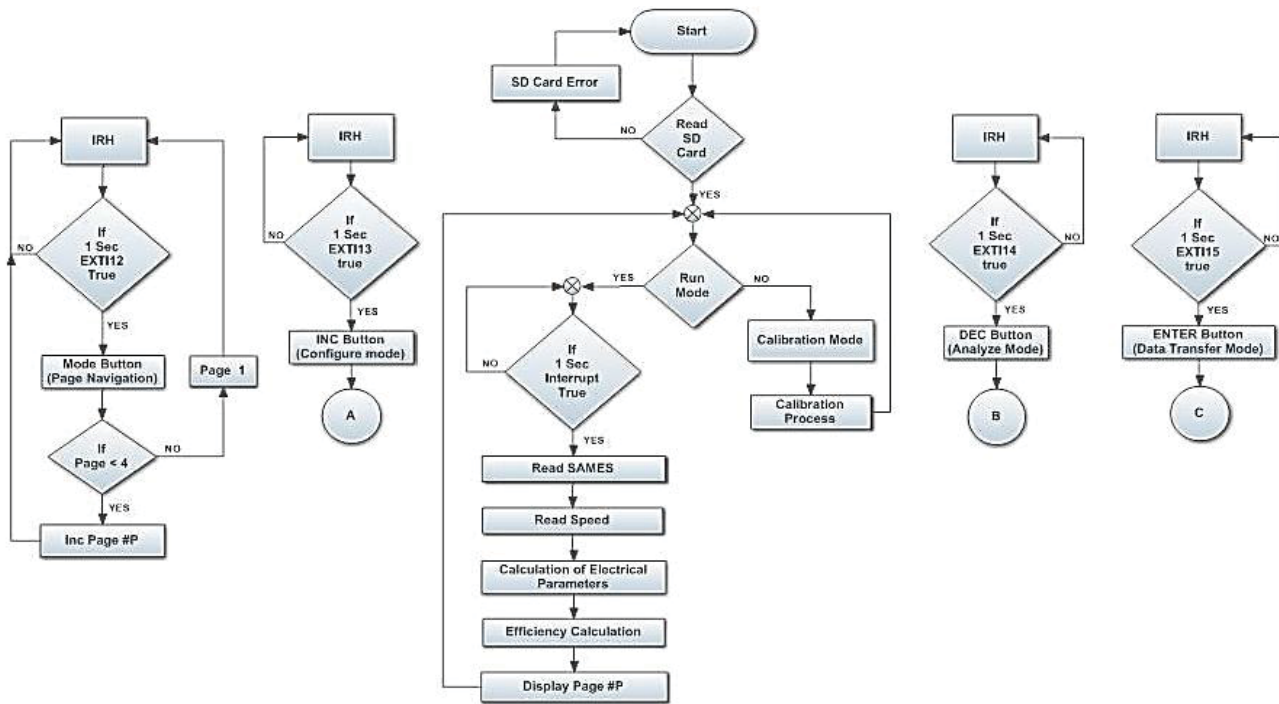 Start
SD Card Error
NO
Read
SD
Card
YES
Run
Mode
YES
NO
If
1 Sec
Interrupt
True
NO
YES
Read SAMES
Read Speed
Calculation of Electrical
Parameters
Efficiency Calculation
Display Page #P
Calibration Mode
Calibration
Process
IRH
If
1 Sec
EXTI12
True
NO
YES
Mode Button
(Page Navigation)
Page 1
If
Page < 4
NO
YES
Inc Page #P
IRH
If
1 Sec
EXTI13
true
NO
YES
INC Button
(Configure mode)
A
IRH
If
1 Sec
EXTI14
true
NO
YES
DEC Button
(Analyze Mode)
B
IRH
If
1 Sec
EXTI15
true
NO
YES
ENTER Button
(Data Transfer Mode)
C